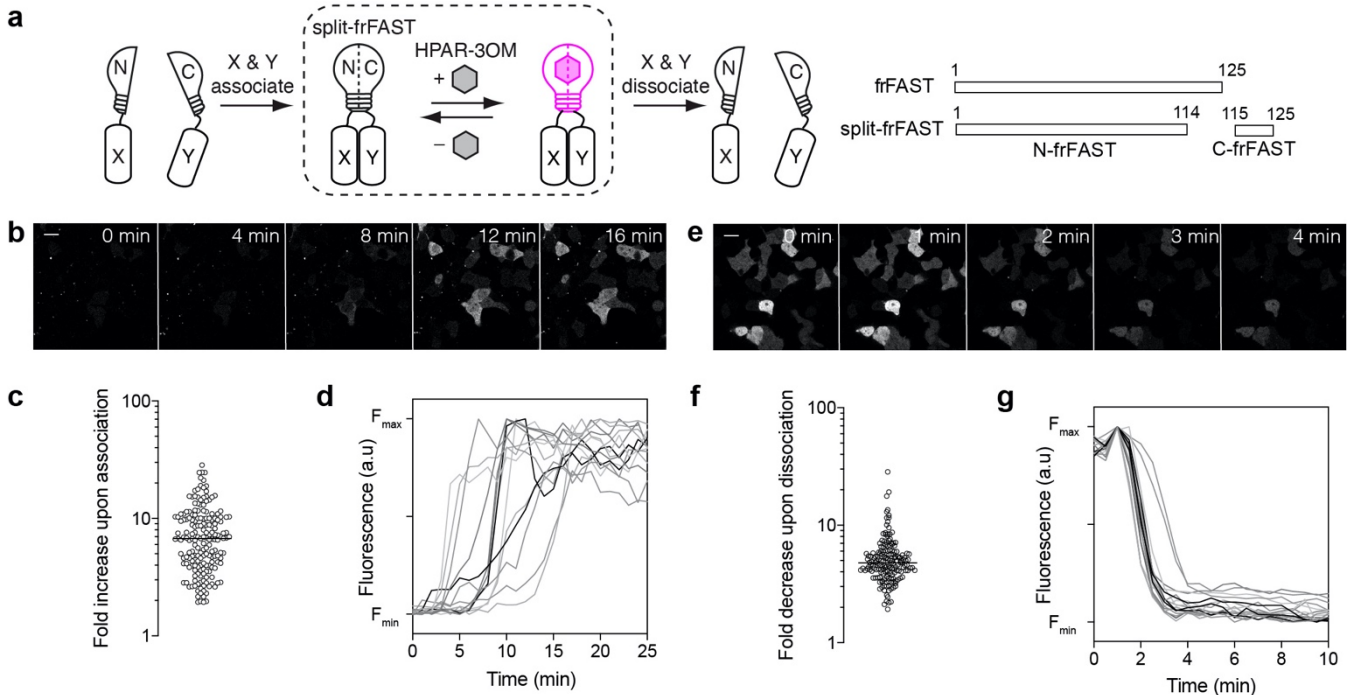 a
split-frFAST
HPAR-3OM
N
C
X
Y
X & Y
associate
N C
X Y
+
–
X Y
X & Y
dissociate
N
C
X
Y
1 125
frFAST
1 114 115 125
split-frFAST
N-frFAST C-frFAST
b
0 min 4 min 8 min 12 min 16 min
e
0 min 1 min 2 min 3 min 4 min
c
Fold increase upon association
100
10
1
d
Fluorescence (a.u)
Fmax
Fmin
0 5 10 15 20 25
Time (min)
f
Fold decrease upon dissociation
100
10
1
g
Fluorescence (a.u)
Fmax
Fmin
0 2 4 6 8 10
Time (min)